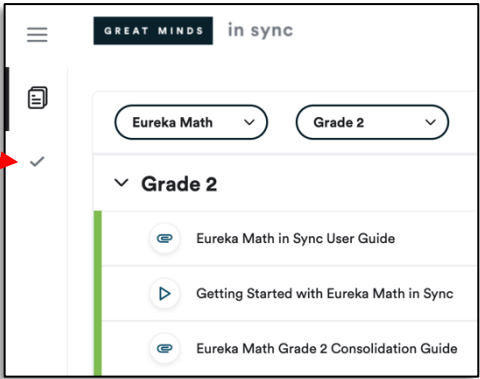 GREAT MINDS in sync
Eureka Math Grade 2
Grade 2
Eureka Math in Sync User Guide
Getting Started with Eureka Math in Sync
Eureka Math Grade 2 Consolidation Guide